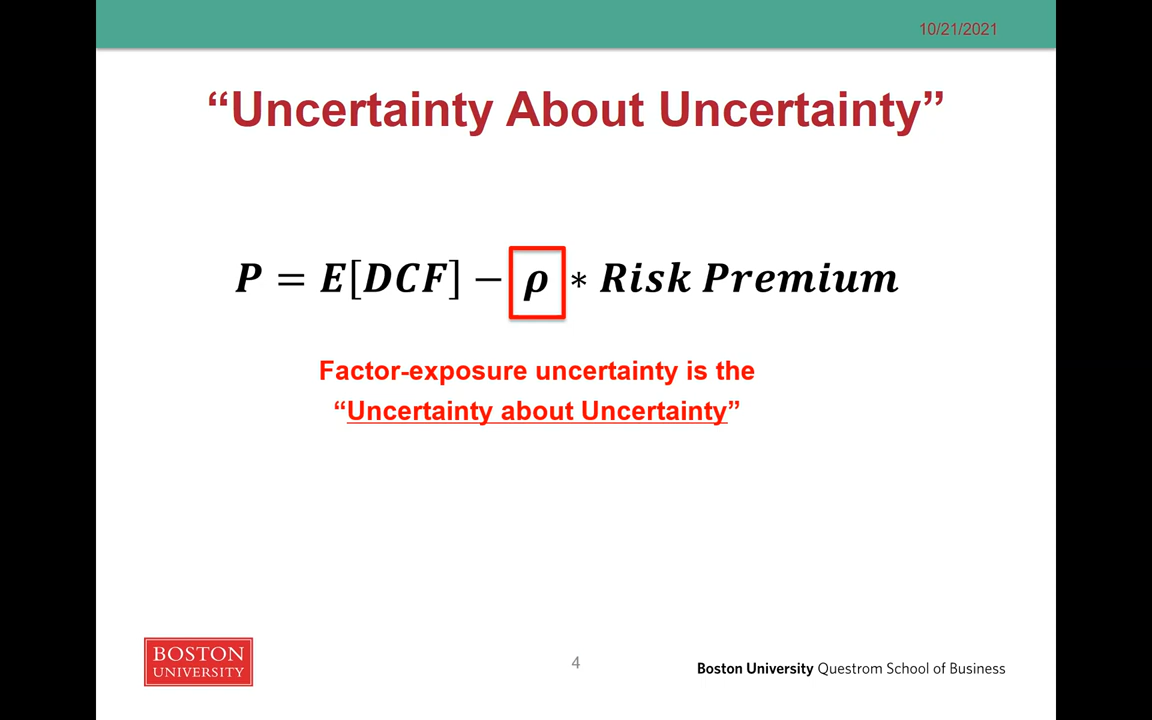 10/21/2021
“Uncertainty About Uncertainty”
P = E[DCF] − ρ ∗ Risk Premium
Factor-exposure uncertainty is the
“Uncertainty about Uncertainty”
BOSTON
UNIVERSITY
4
Boston University Questrom School of Business